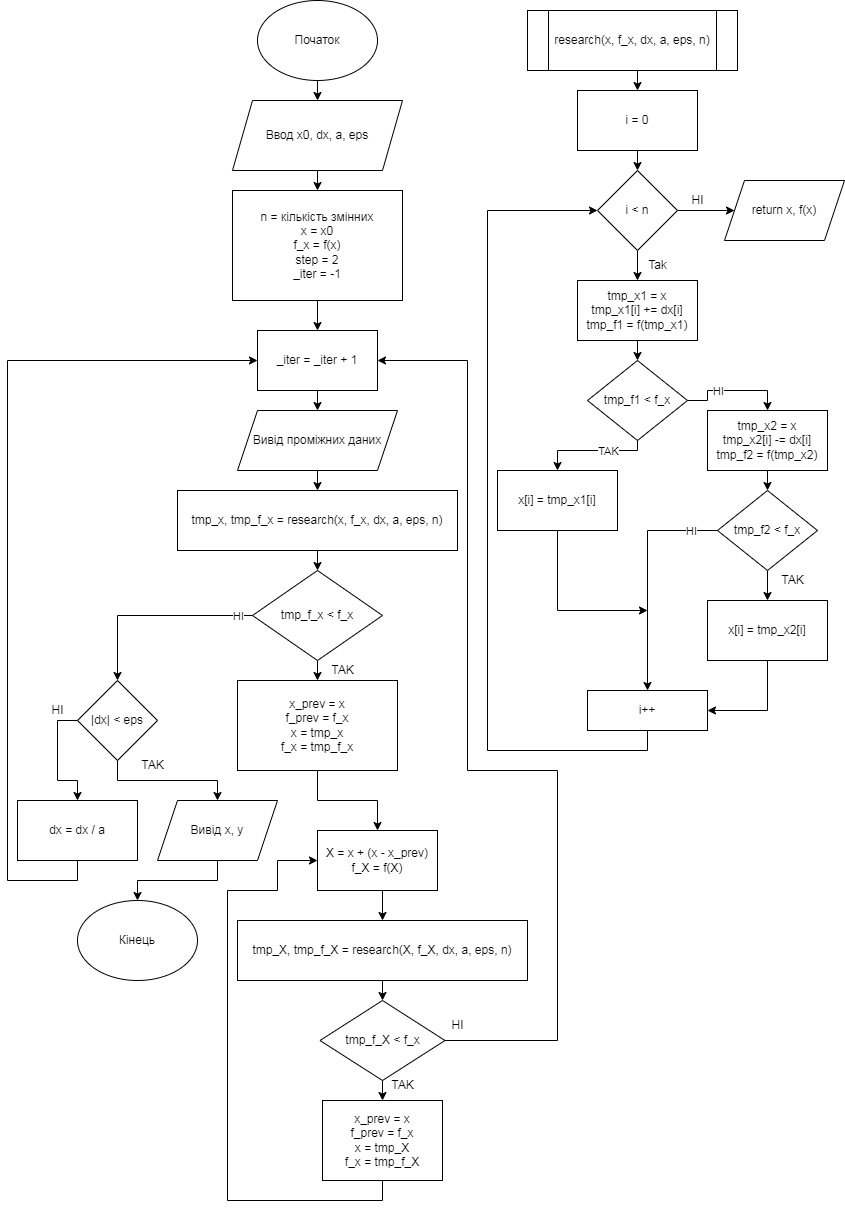 Початок
Ввод x0, dx, a, eps
n = кількість змінних
x = x0
f_x = f(x)
step = 2
_iter = -1
_iter = _iter + 1
Вивід проміжних даних
tmp_x, tmp_f_x = research(x, f_x, dx, a, eps, n)
tmp_f_x < f_x
НІ
ТАК
|dx| < eps
НІ
ТАК
dx = dx / a
Вивід x, y
Кінець
x_prev = x
f_prev = f_x
x = tmp_x
f_x = tmp_f_x
X = x + (x - x_prev)
f_X = f(X)
tmp_X, tmp_f_X = research(X, f_X, dx, a, eps, n)
tmp_f_X < f_x
НІ
ТАК
x_prev = x
f_prev = f_x
x = tmp_X
f_x = tmp_f_X
research(x, f_x, dx, a, eps, n)
i = 0
i < n
НІ
return x, f(x)
Tak
tmp_x1 = x
tmp_x1[i] += dx[i]
tmp_f1 = f(tmp_x1)
tmp_f1 < f_x
НІ
ТАК
x[i] = tmp_x1[i]
tmp_x2 = x
tmp_x2[i] -= dx[i]
tmp_f2 = f(tmp_x2)
tmp_f2 < f_x
НІ
ТАК
x[i] = tmp_x2[i]
i++